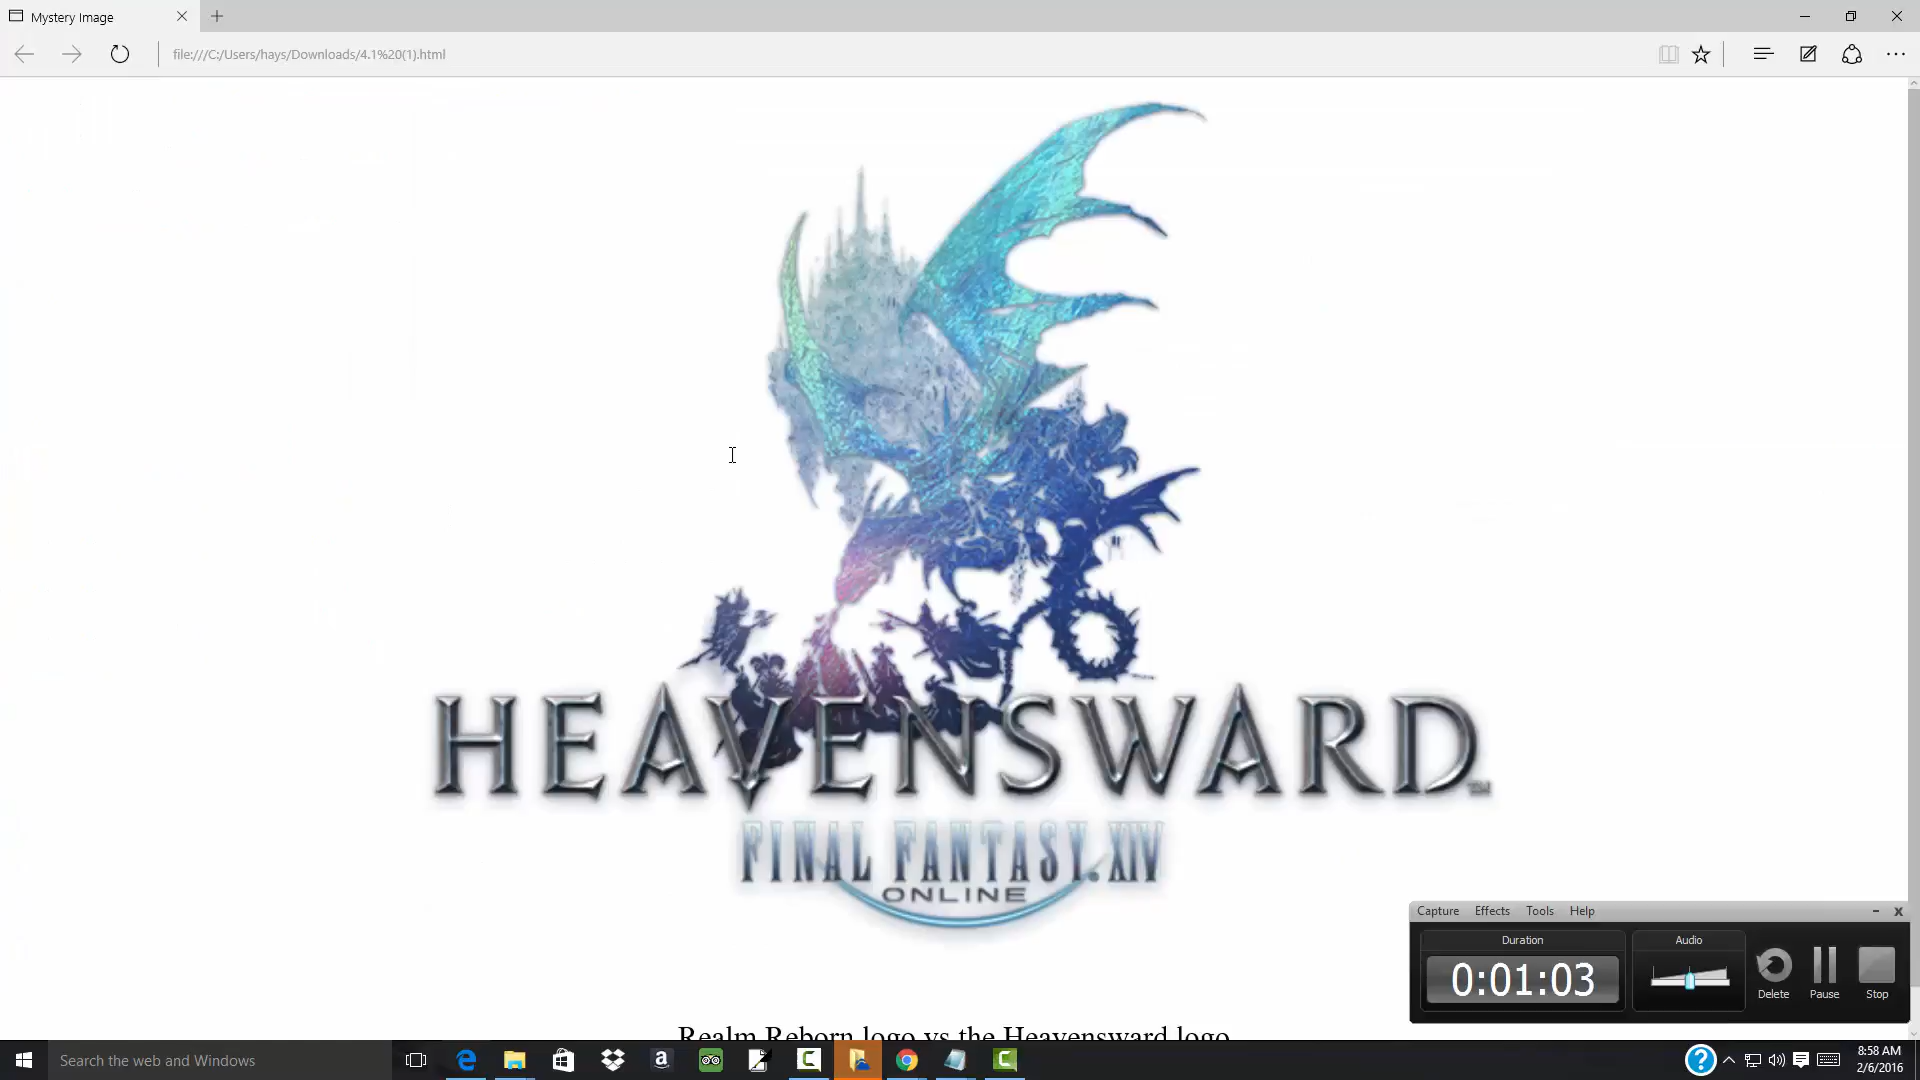 Mystery Image
file:///C:/Users/hays/Downloads/4.1%20(1).html
HEAVENSWARD™
FINAL FANTASY. XIV
ONLINE
Realm Reborn logo vs the Heavensward logo
Capture Effects Tools Help
Duration
0:01:03
Audio
Delete
Pause
Stop
Search the web and Windows
8:58 AM
2/6/2016